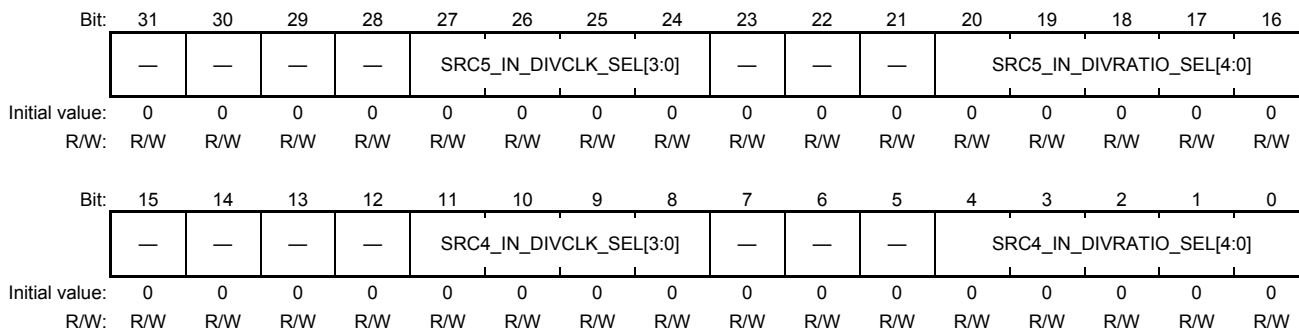 Bit: 31 30 29 28 27 26 25 24 23 22 21 20 19 18 17 16
— — — — SRC5_IN_DIVCLK_SEL[3:0] — — — SRC5_IN_DIVRATIO_SEL[4:0]
Initial value: 0 0 0 0 0 0 0 0 0 0 0 0 0 0 0 0
R/W: R/W R/W R/W R/W R/W R/W R/W R/W R/W R/W R/W R/W R/W R/W R/W R/W
Bit: 15 14 13 12 11 10 9 8 7 6 5 4 3 2 1 0
— — — — SRC4_IN_DIVCLK_SEL[3:0] — — — SRC4_IN_DIVRATIO_SEL[4:0]
Initial value: 0 0 0 0 0 0 0 0 0 0 0 0 0 0 0 0
R/W: R/W R/W R/W R/W R/W R/W R/W R/W R/W R/W R/W R/W R/W R/W R/W R/W